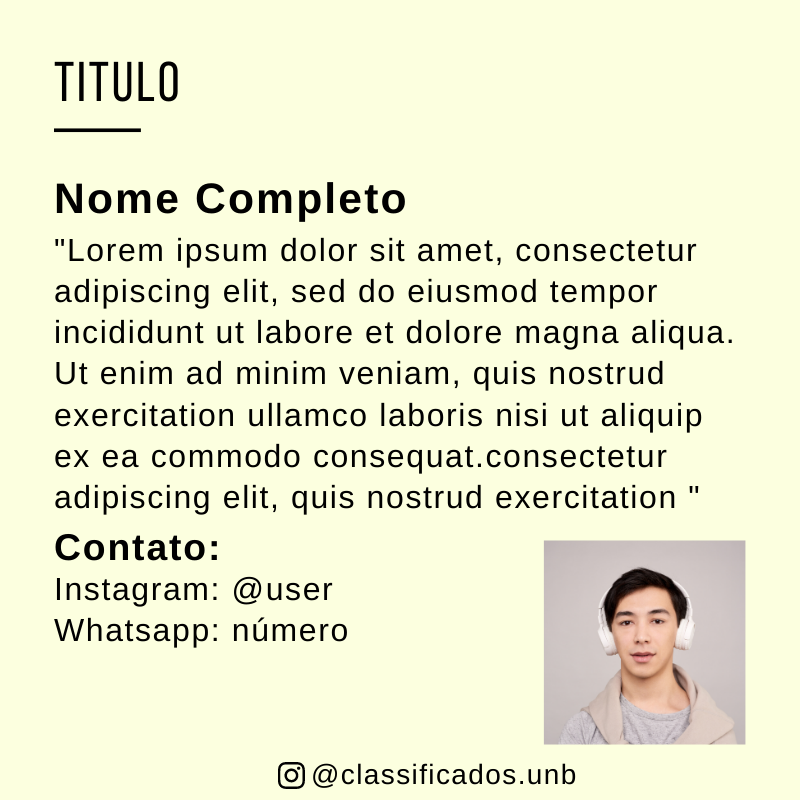 TITULO
Nome Completo
"Lorem ipsum dolor sit amet, consectetur
adipiscing elit, sed do eiusmod tempor
incididunt ut labore et dolore magna aliqua.
Ut enim ad minim veniam, quis nostrud
exercitation ullamco laboris nisi ut aliquip
ex ea commodo consequat.consectetur
adipiscing elit, quis nostrud exercitation "
Contato:
Instagram: @user
Whatsapp: número
@classificados.unb